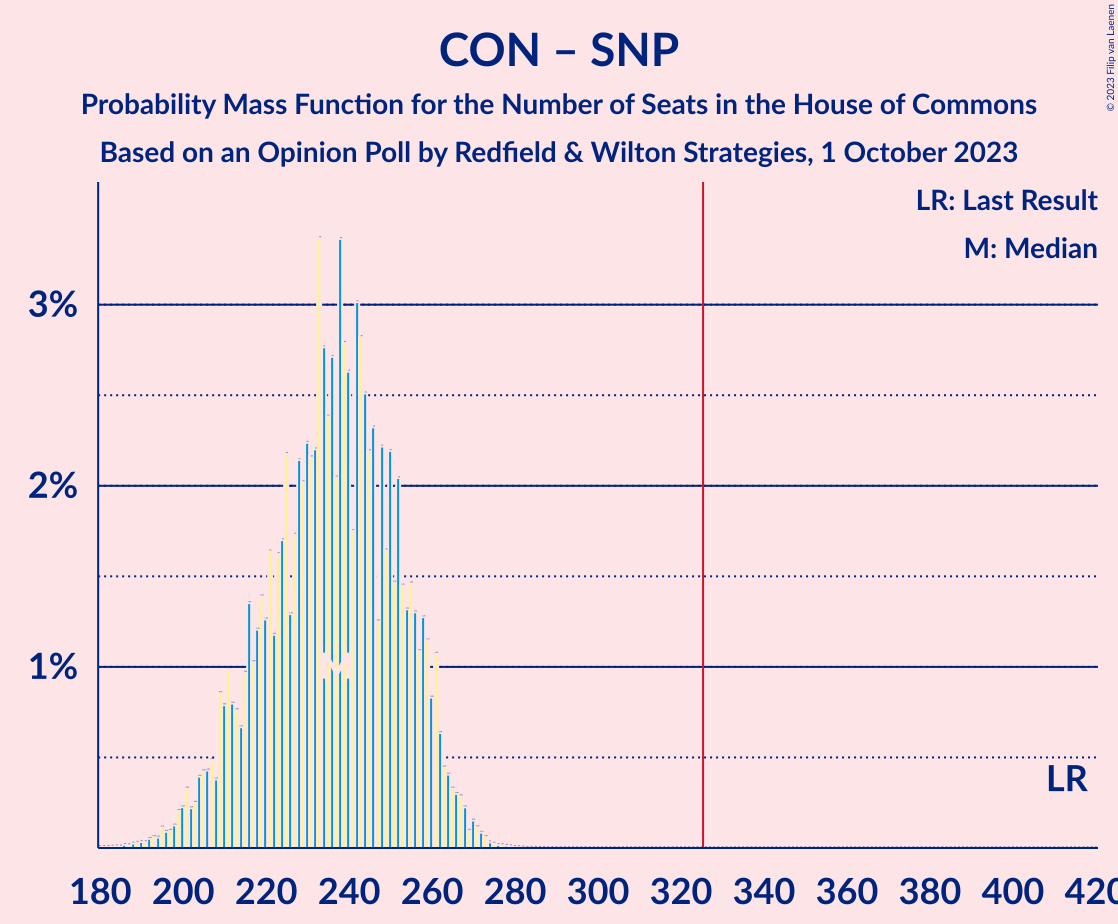 CON – SNP
Probability Mass Function for the Number of Seats in the House of Commons
Based on an Opinion Poll by Redfield & Wilton Strategies, 1 October 2023
© 2023 Filip van Laenen
LR: Last Result
M: Median
3%
2%
1%
M
LR
180 200 220 240 260 280 300 320 340 360 380 400 420